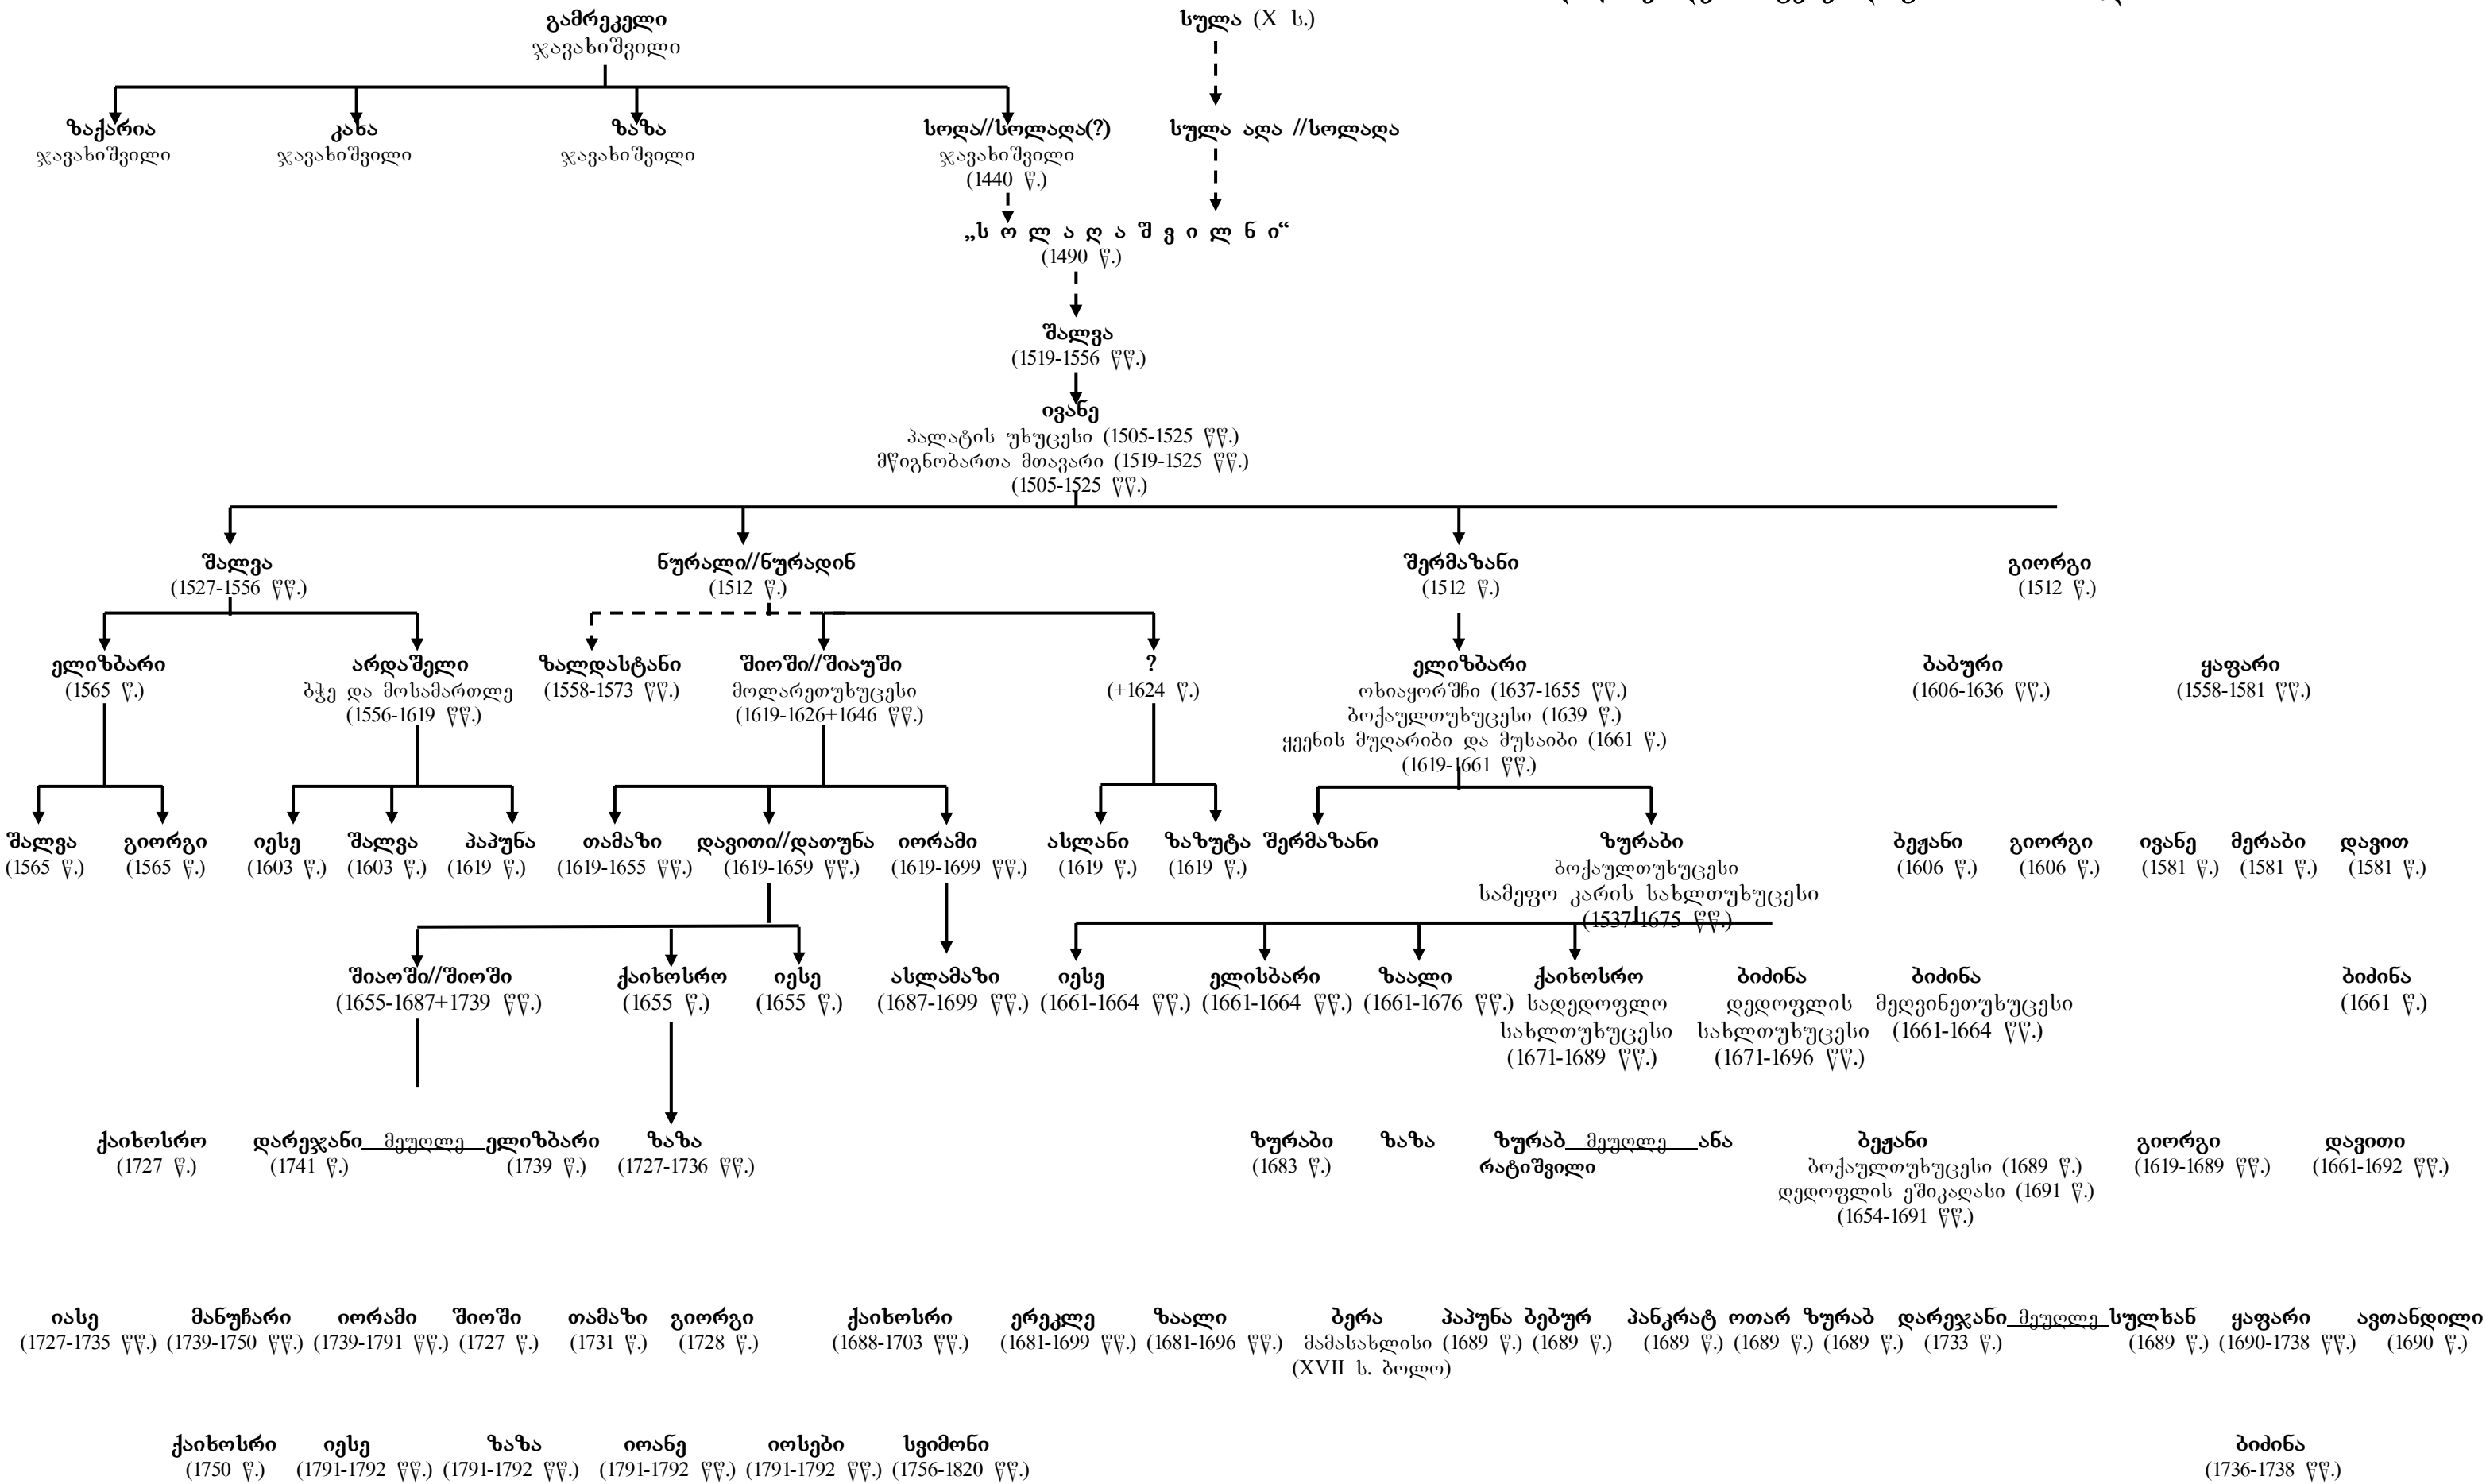 გამრეკელი
ჯავახიშვილი
სულა (X ს.)
ზაქარია კახა ზაზა სოღა//სოლაღა(?) სულა აღა //სოლაღა
ჯავახიშვილი ჯავახიშვილი ჯავახიშვილი ჯავახიშვილი
(1440 წ.)
„ს ო ლ ა ღ ა შ ვ ი ლ ნ ი“
(1490 წ.)
შალვა
(1519-1556 წწ.)
ივანე
პალატის უხუცესი (1505-1525 წწ.)
მწიგნობართა მთავარი (1519-1525 წწ.)
(1505-1525 წწ.)
შალვა ნურალი//ნურადინ შერმაზანი გიორგი
(1527-1556 წწ.) (1512 წ.) (1512 წ.) (1512 წ.)
ელიზბარი არდაშელი ზალდასტანი შიოში//შიაუში ? ელიზბარი ბაბური ყაფარი
(1565 წ.) ბჭე და მოსამართლე (1558-1573 წწ.) მოლარეთუხუცესი (+1624 წ.) ოხიაყორშჩი (1637-1655 წწ.) (1606-1636 წწ.) (1558-1581 წწ.)
(1556-1619 წწ.) (1619-1626+1646 წწ.) ბოქაულთუხუცესი (1639 წ.)
ყეენის მუღარიბი და მუსაიბი (1661 წ.)
(1619-1661 წწ.)
შალვა გიორგი იესე შალვა პაპუნა თამაზი დავითი//დათუნა იორამი ასლანი ზაზუტა შერმაზანი ზურაბი ბეჟანი გიორგი ივანე მერაბი დავით
(1565 წ.) (1565 წ.) (1603 წ.) (1603 წ.) (1619 წ.) (1619-1655 წწ.) (1619-1659 წწ.) (1619-1699 წწ.) (1619 წ.) (1619 წ.) ბოქაულთუხუცესი (1606 წ.) (1606 წ.) (1581 წ.) (1581 წ.) (1581 წ.)
სამეფო კარის სახლთუხუცესი
(1537-1675 წწ.)
შიაოში//შიოში ქაიხოსრო იესე ასლამაზი იესე ელისბარი ზაალი ქაიხოსრო ბიძინა ბიძინა ბიძინა
(1655-1687+1739 წწ.) (1655 წ.) (1655 წ.) (1687-1699 წწ.) (1661-1664 წწ.) (1661-1664 წწ.) (1661-1676 წწ.) სადედოფლო დედოფლის მეღვინეთუხუცესი (1661 წ.)
სახლთუხუცესი სახლთუხუცესი (1661-1664 წწ.)
(1671-1689 წწ.) (1671-1696 წწ.)
ქაიხოსრო დარეჯანი მეუღლე ელიზბარი ზაზა ზურაბი ზაზა ზურაბ მეუღლე ანა ბეჟანი გიორგი დავითი
(1727 წ.) (1741 წ.) (1739 წ.) (1727-1736 წწ.) (1683 წ.) რატიშვილი ბოქაულთუხუცესი (1689 წ.) (1619-1689 წწ.) (1661-1692 წწ.)
დედოფლის ეშიკაღასი (1691 წ.)
(1654-1691 წწ.)
იასე მანუჩარი იორამი შიოში თამაზი გიორგი ქაიხოსრი ერეკლე ზაალი ბერა პაპუნა ბებურ პანკრატ ოთარ ზურაბ დარეჯანი მეუღლე სულხან ყაფარი ავთანდილი
(1727-1735 წწ.) (1739-1750 წწ.) (1739-1791 წწ.) (1727 წ.) (1731 წ.) (1728 წ.) (1688-1703 წწ.) (1681-1699 წწ.) (1681-1696 წწ.) მამასახლისი (1689 წ.) (1689 წ.) (1689 წ.) (1689 წ.) (1689 წ.) (1733 წ.) (1689 წ.) (1690-1738 წწ.) (1690 წ.)
(XVII ს. ბოლო)
ქაიხოსრი იესე ზაზა იოანე იოსები სვიმონი ბიძინა
(1750 წ.) (1791-1792 წწ.) (1791-1792 წწ.) (1791-1792 წწ.) (1791-1792 წწ.) (1756-1820 წწ.) (1736-1738 წწ.)